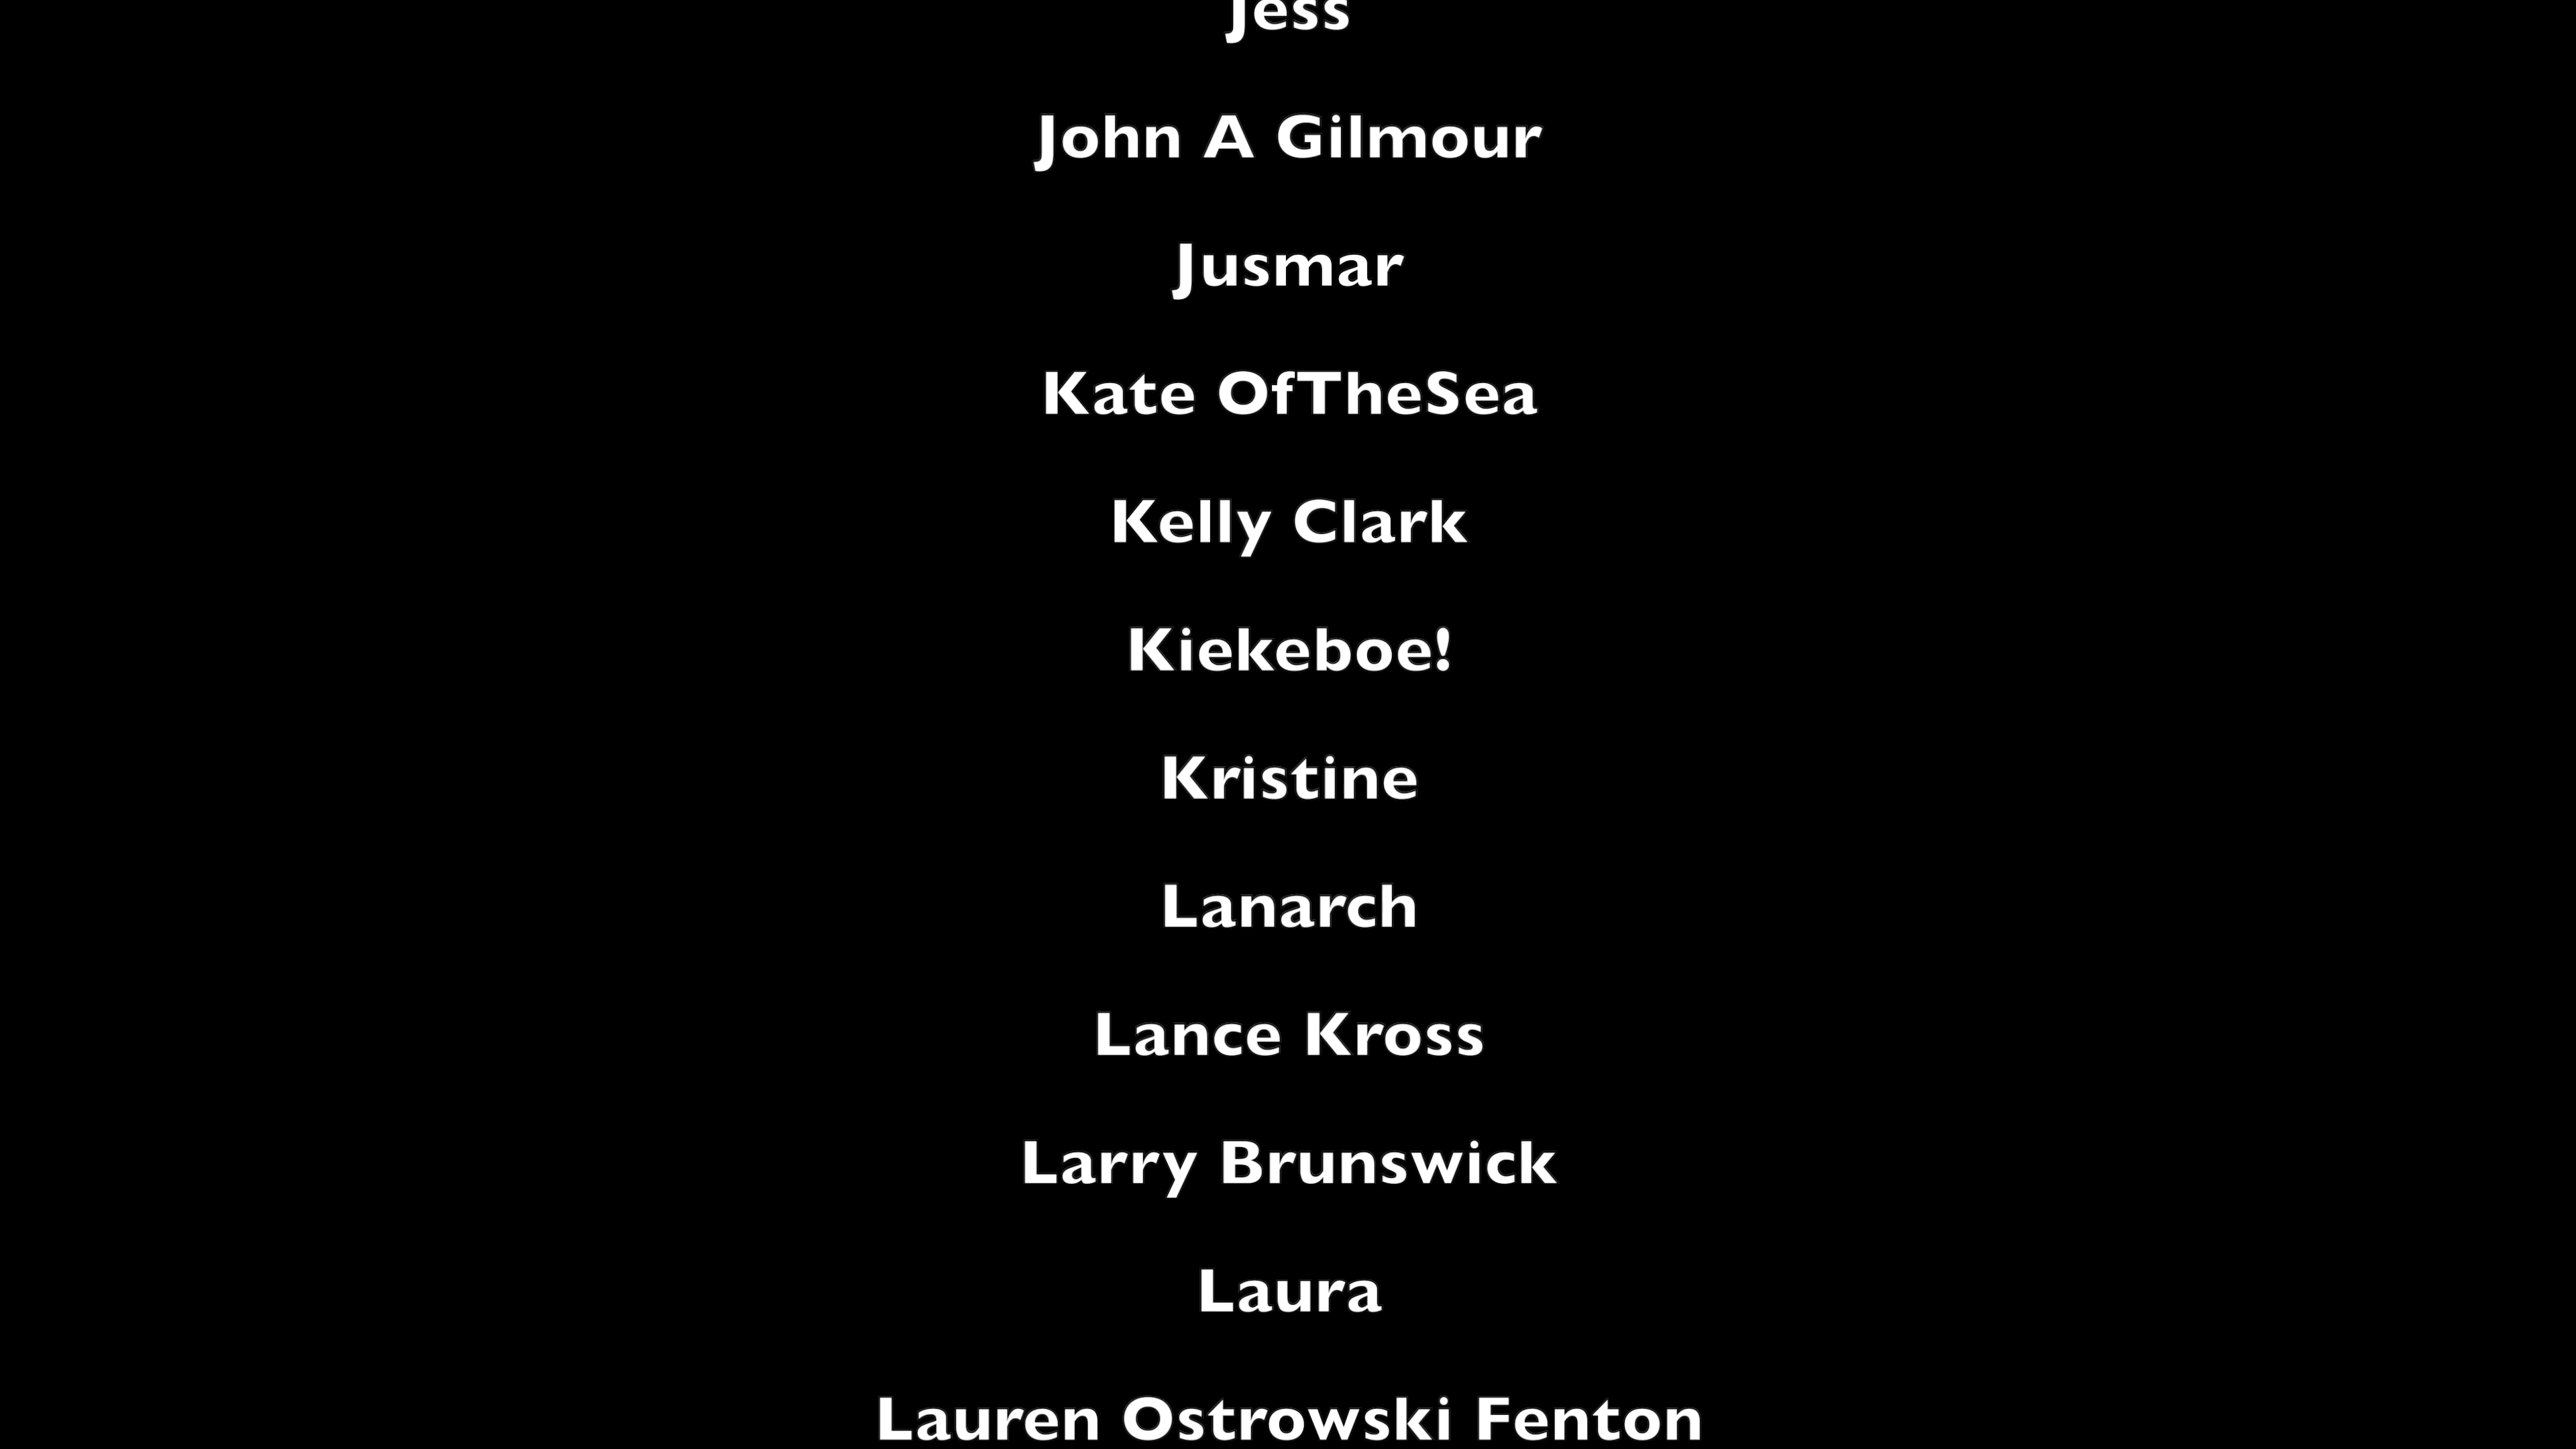 Jess
John A Gilmour
Jusmar
Kate OfTheSea
Kelly Clark
Kiekeboe!
Kristine
Lanarch
Lance Kross
Larry Brunswick
Laura
Lauren Ostrowski Fenton